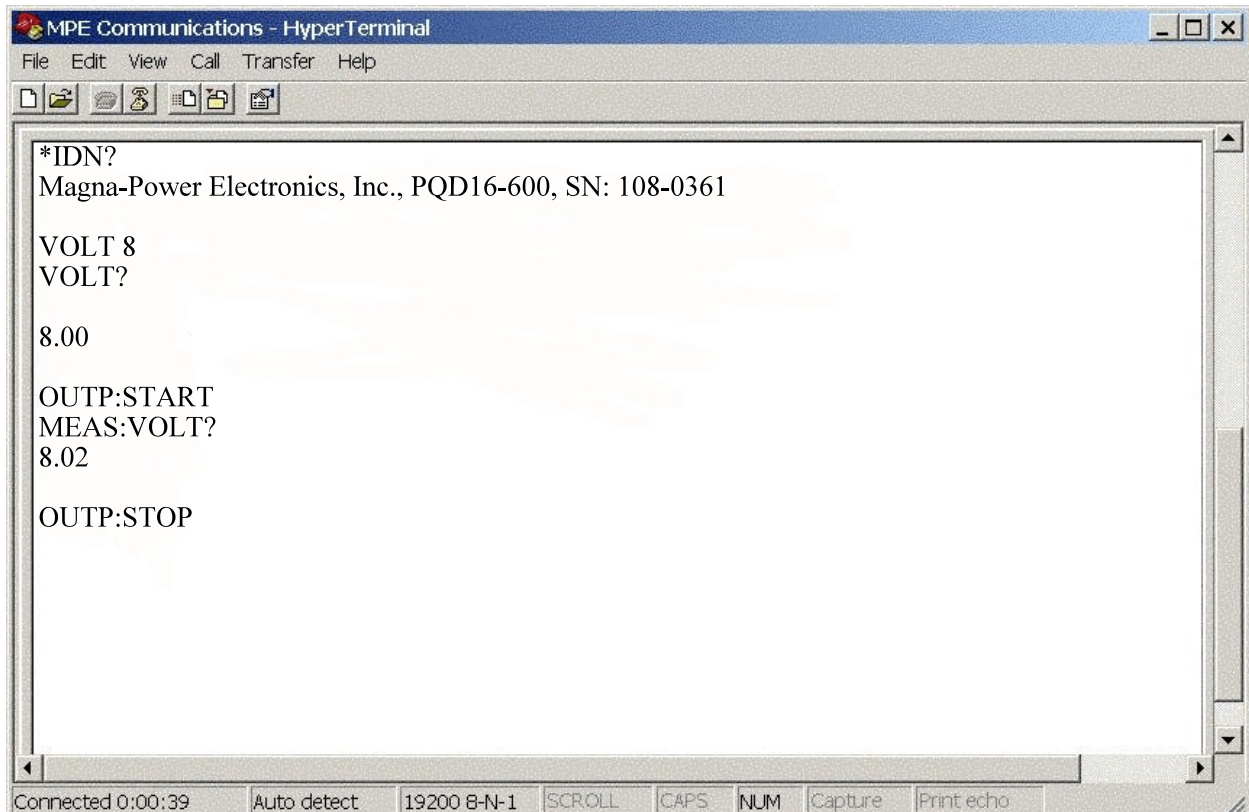 MPE Communications - HyperTerminal
File Edit View Call Transfer Help
*IDN?
Magna-Power Electronics, Inc., PQD16-600, SN: 108-0361
VOLT 8
VOLT?
8.00
OUTP:START
MEAS:VOLT?
8.02
OUTP:STOP
Connected 0:00:39 Auto detect 19200 8-N-1 SCROLL CAPS NUM Capture Print echo